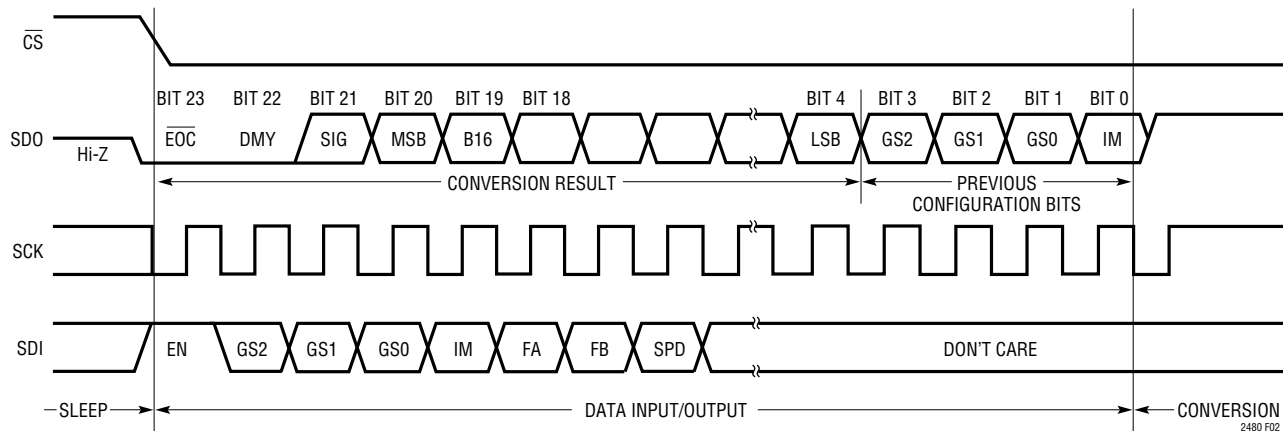 CS
BIT 23 BIT 22 BIT 21 BIT 20 BIT 19 BIT 18 BIT 4 BIT 3 BIT 2 BIT 1 BIT 0
SDO Hi-Z EOC DMY SIG MSB B16 LSB GS2 GS1 GS0 IM
CONVERSION RESULT
PREVIOUS
CONFIGURATION BITS
SCK
SDI EN GS2 GS1 GS0 IM FA FB SPD DON'T CARE
SLEEP DATA INPUT/OUTPUT CONVERSION
2480 F02